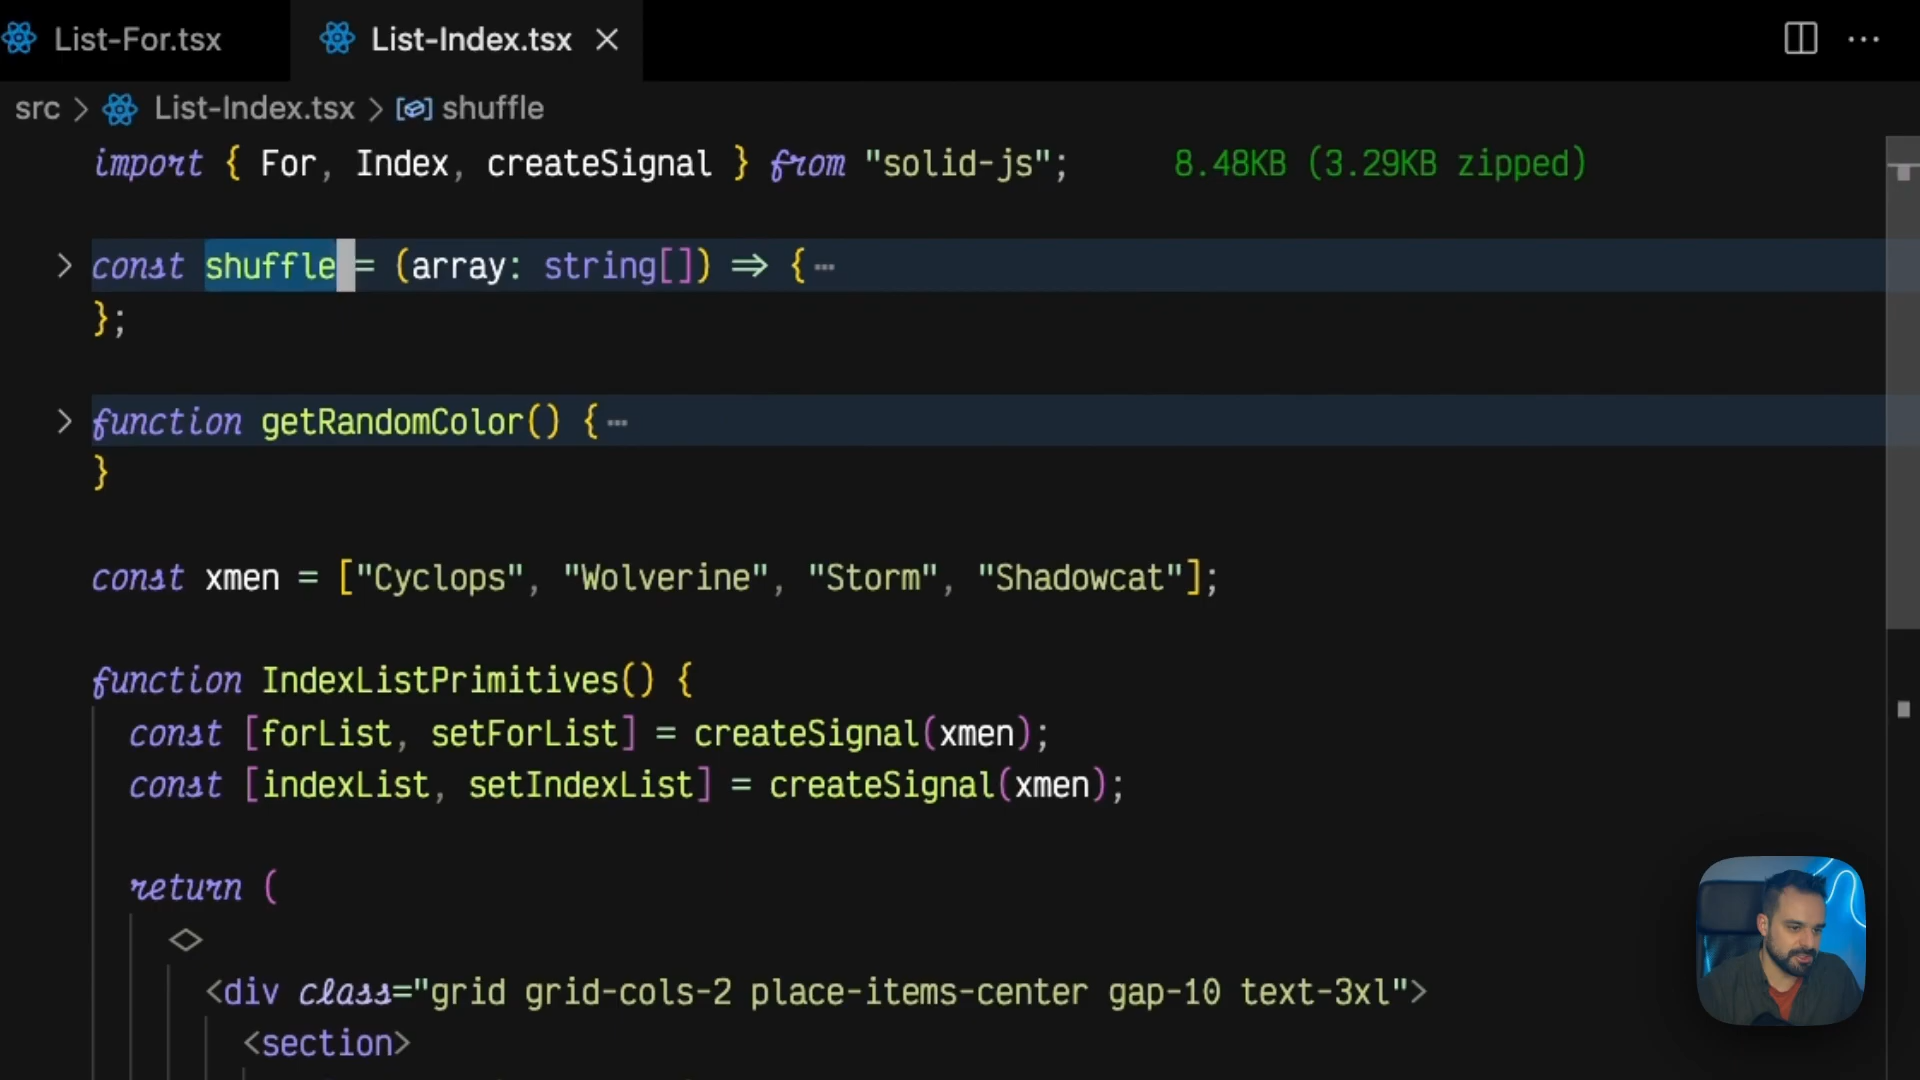 List-For.tsx List-Index.tsx
src > List-Index.tsx > shuffle
import { For, Index, createSignal } from "solid-js"; 8.48KB (3.29KB zipped)
const shuffle = (array: string[]) => {
};
function getRandomColor() {
}
const xmen = ["Cyclops", "Wolverine", "Storm", "Shadowcat"];
function IndexListPrimitives() {
const [forList, setForList] = createSignal(xmen);
const [indexList, setIndexList] = createSignal(xmen);
return (
<>
<div class="grid grid-cols-2 place-items-center gap-10 text-3xl">
<section>